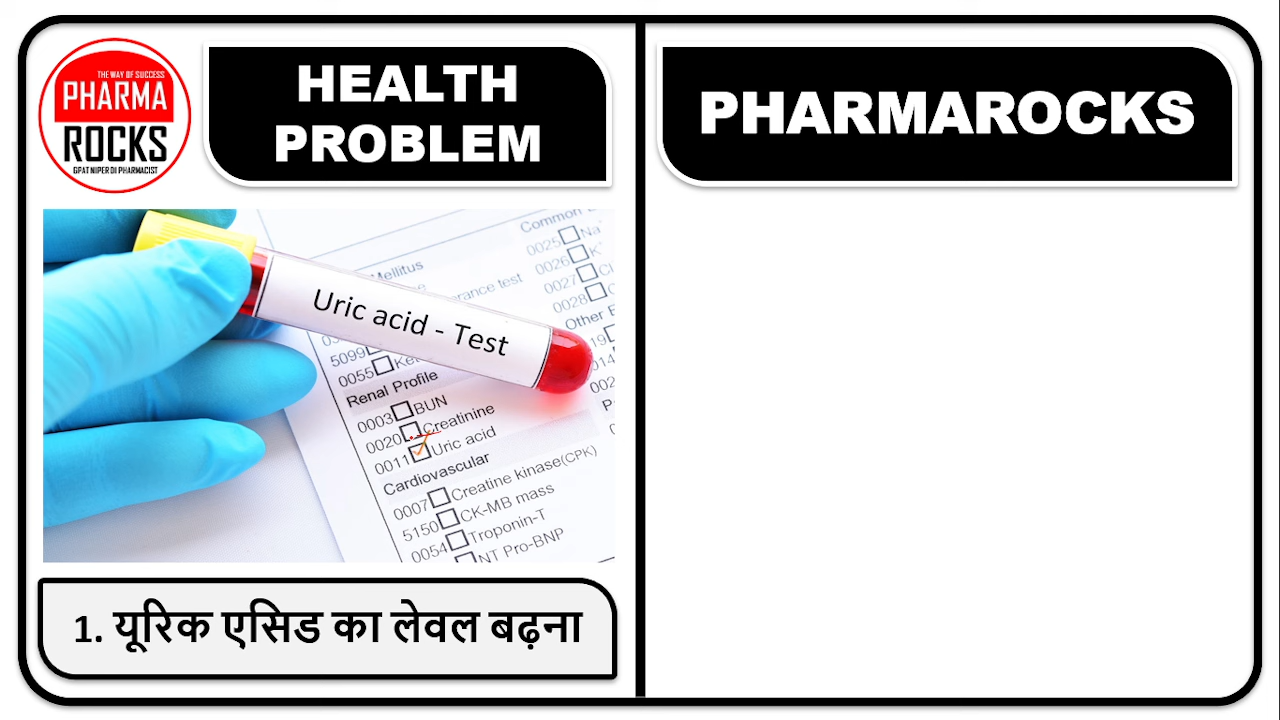 THE WAY OF SUCCESS
PHARMA
ROCKS
GPAT NIPER DI PHARMACIST
HEALTH
PROBLEM
PHARMAROCKS
Uric acid - Test
Mellitus
Common
0025 Na
0026 K
0027
0028
Other
5099
0055
Renal Profile
0003 BUN
0020 Creatinine
0011 Uric acid
Cardiovascular
0007 Creatine kinase(CPK)
5150 CK-MB mass
0054 Troponin-T
NT Pro-BNP
1. यूरिक एसिड का लेवल बढ़ना